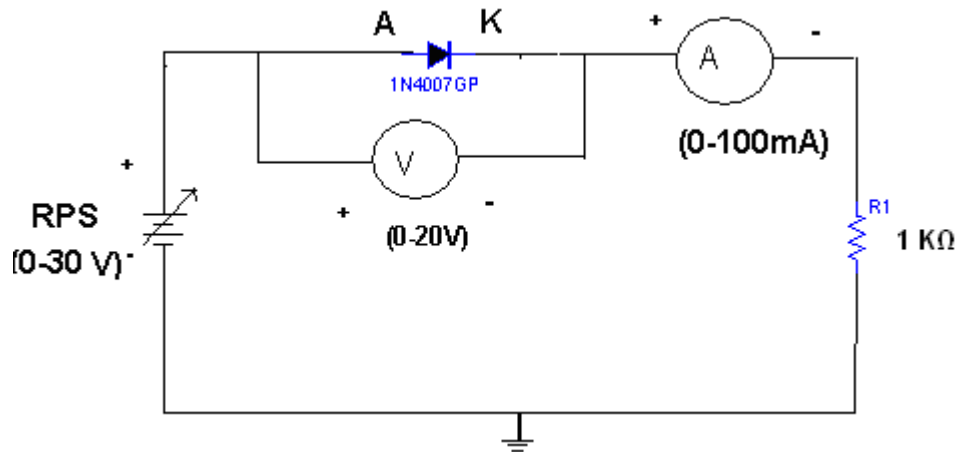 A K
+ -
1N4007GP
A
(0-100mA)
V
+ -
(0-20V)
+
RPS
(0-30 V)
-
R1
1 KΩ